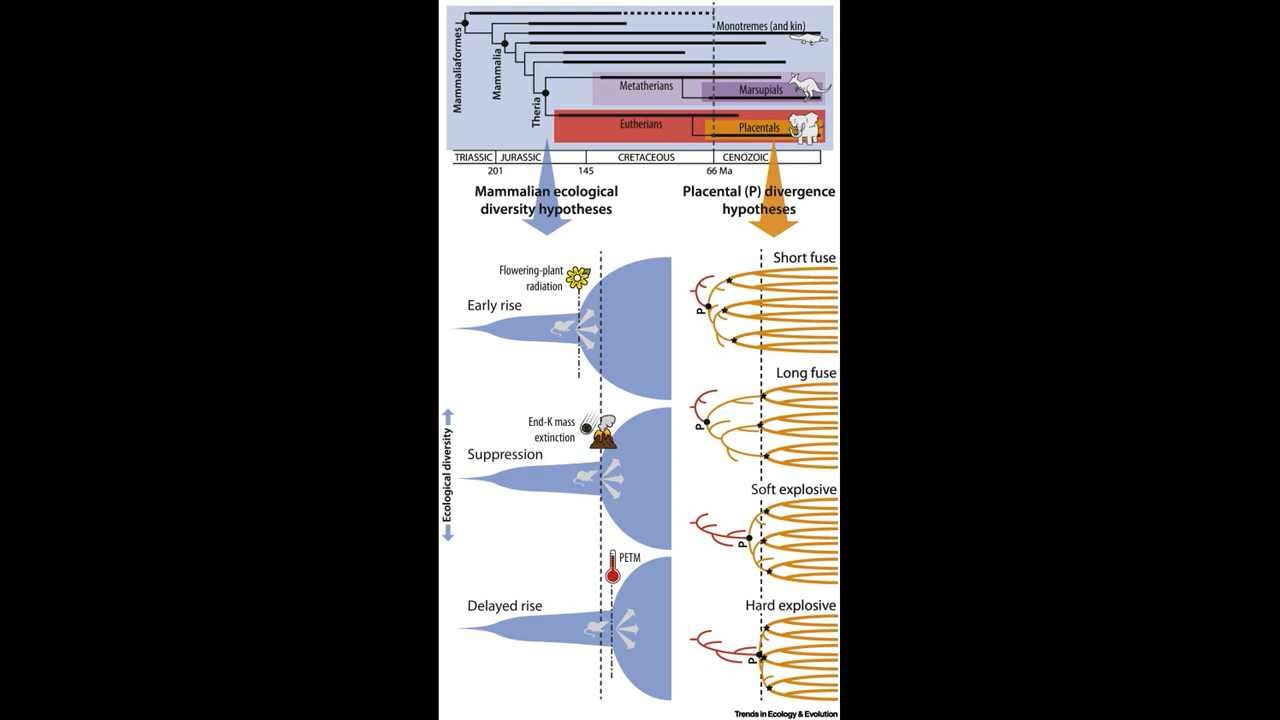 Monotremes (and kin)
Mammaliaformes
Mammalia
Theria
Metatherians
Marsupials
Eutherians
Placentals
TRIASSIC
JURASSIC
CRETACEOUS
CENOZOIC
201
145
66 Ma
Mammalian ecological
diversity hypotheses
Placental (P) divergence
hypotheses
Flowering-plant
radiation
Early rise
End-K mass
extinction
Suppression
Ecological diversity
PETM
Delayed rise
Short fuse
P
Long fuse
P
Soft explosive
P
Hard explosive
P
Trends in Ecology & Evolution